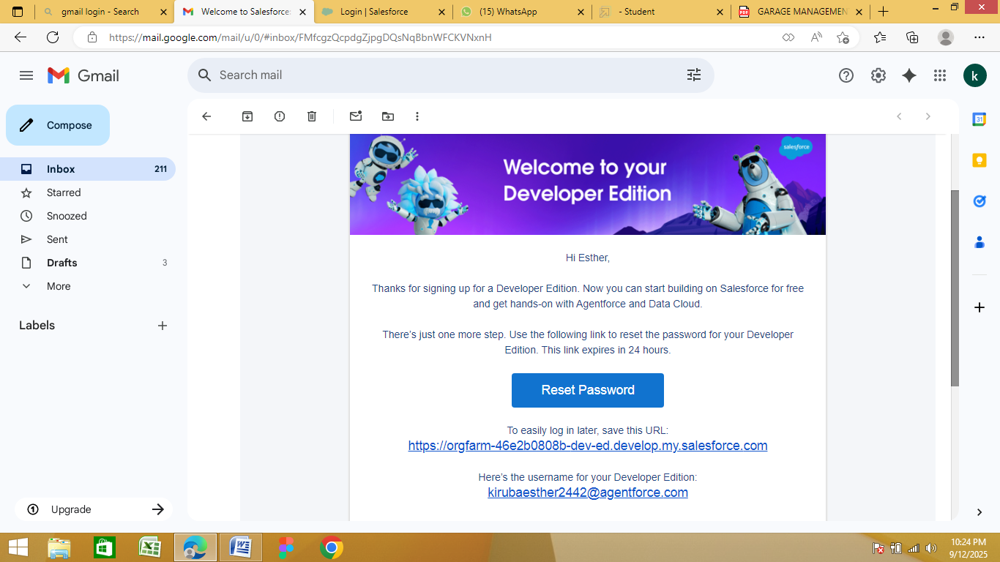 gmail login - Search
Welcome to Salesforce:
Login | Salesforce
(15) WhatsApp
- Student
GARAGE MANAGEMEN
https://mail.google.com/mail/u/0/#inbox/FMfcgzQcpdgZjpgDQsNqBbnWFCKVNxnH
Gmail
Search mail
k
Compose
Inbox 211
Starred
Snoozed
Sent
Drafts 3
More
Labels
Upgrade
salesforce
Welcome to your
Developer Edition
Hi Esther,
Thanks for signing up for a Developer Edition. Now you can start building on Salesforce for free
and get hands-on with Agentforce and Data Cloud.
There's just one more step. Use the following link to reset the password for your Developer
Edition. This link expires in 24 hours.
Reset Password
To easily log in later, save this URL:
https://orgfarm-46e2b0808b-dev-ed.develop.my.salesforce.com
Here's the username for your Developer Edition:
kirubaesther2442@agentforce.com
31
10:24 PM
9/12/2025